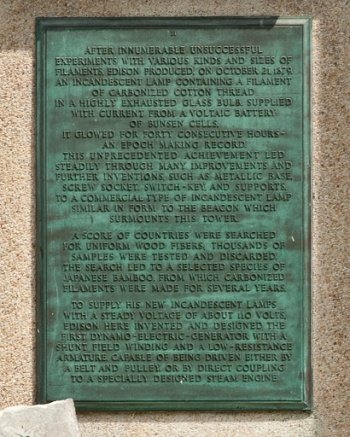 II
AFTER INNUMERABLE UNSUCCESSFUL
EXPERIMENTS WITH VARIOUS KINDS AND SIZES OF
FILAMENTS, EDISON PRODUCED, ON OCTOBER 21, 1879,
AN INCANDESCENT LAMP CONTAINING A FILAMENT
OF CARBONIZED COTTON THREAD
IN A HIGHLY EXHAUSTED GLASS BULB SUPPLIED
WITH CURRENT FROM A VOLTAIC BATTERY
OF BUNSEN CELLS.
IT GLOWED FOR FORTY CONSECUTIVE HOURS-
AN EPOCH MAKING RECORD.
THIS UNPRECEDENTED ACHIEVEMENT LED
STEADILY THROUGH MANY IMPROVEMENTS AND
FURTHER INVENTIONS, SUCH AS METALLIC BASE,
SCREW SOCKET, SWITCH-KEY, AND SUPPORTS,
TO A COMMERCIAL TYPE OF INCANDESCENT LAMP
SIMILAR IN FORM TO THE BEACON WHICH
SURMOUNTS THIS TOWER.
A SCORE OF COUNTRIES WERE SEARCHED
FOR UNIFORM WOOD FIBERS, THOUSANDS OF
SAMPLES WERE TESTED AND DISCARDED.
THE SEARCH LED TO A SELECTED SPECIES OF
JAPANESE BAMBOO, FROM WHICH CARBONIZED
FILAMENTS WERE MADE FOR SEVERAL YEARS.
TO SUPPLY HIS NEW INCANDESCENT LAMPS
WITH A STEADY VOLTAGE OF ABOUT 110 VOLTS,
EDISON HERE INVENTED AND DESIGNED THE
FIRST DYNAMO-ELECTRIC-GENERATOR WITH A
SHUNT FIELD WINDING AND A LOW-RESISTANCE
ARMATURE CAPABLE OF BEING DRIVEN EITHER BY
A BELT AND PULLEY, OR BY DIRECT COUPLING
TO A SPECIALLY DESIGNED STEAM ENGINE.